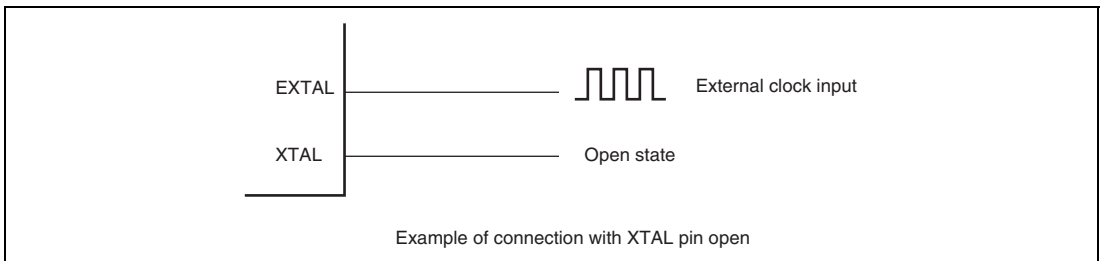 EXTAL External clock input
XTAL Open state
Example of connection with XTAL pin open